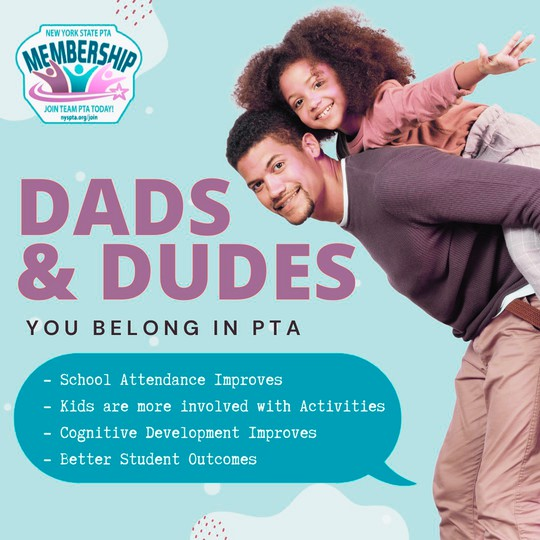 NEW YORK STATE PTA
MEMBERSHIP
JOIN TEAM PTA TODAY!
nyspta.org/join
DADS
& DUDES
YOU BELONG IN PTA
- School Attendance Improves
- Kids are more involved with Activities
- Cognitive Development Improves
- Better Student Outcomes